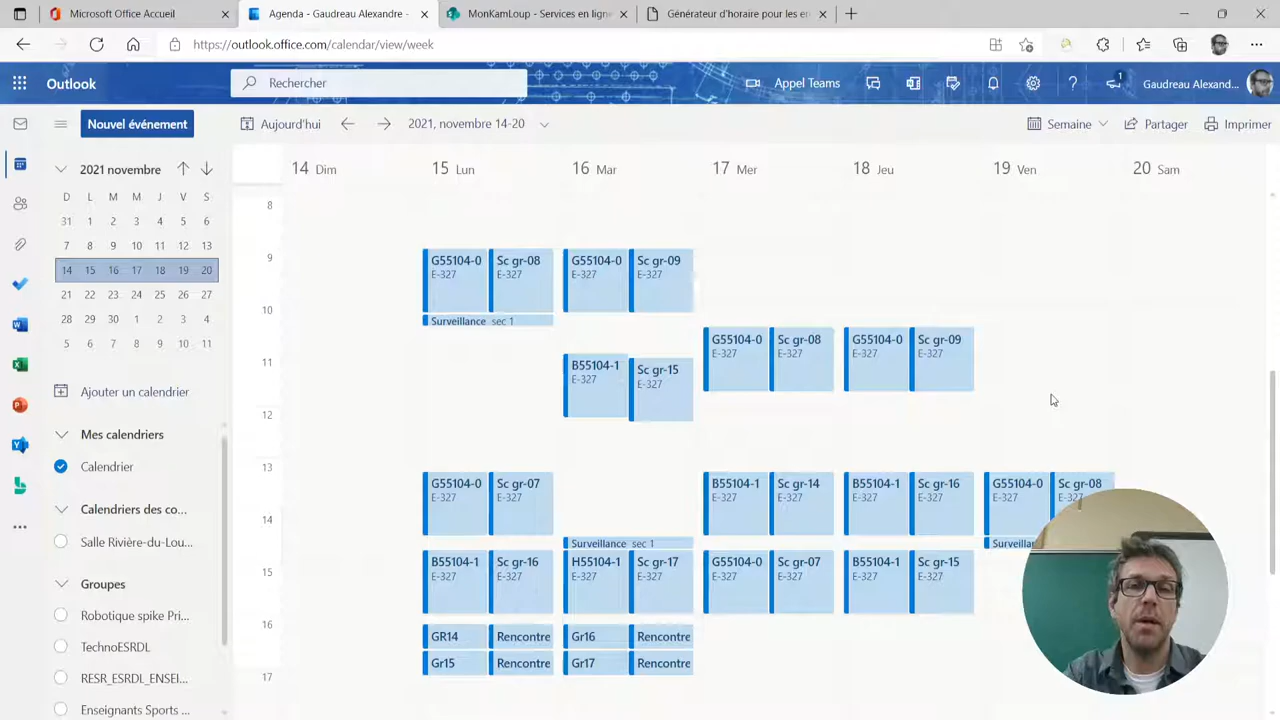 Microsoft Office Accueil
Agenda - Gaudreau Alexandre -
MonKamLoup - Services en lign
Générateur d'horaire pour les en
https://outlook.office.com/calendar/view/week
Outlook
Rechercher
Appel Teams
1
Gaudreau Alexand...
Nouvel événement
Aujourd'hui
2021, novembre 14-20
Semaine
Partager
Imprimer
2021 novembre
D L M M J V S
31 1 2 3 4 5 6
7 8 9 10 11 12 13
14 15 16 17 18 19 20
21 22 23 24 25 26 27
28 29 30 1 2 3 4
5 6 7 8 9 10 11
Ajouter un calendrier
Mes calendriers
Calendrier
Calendriers des co...
Salle Rivière-du-Lou...
Groupes
Robotique spike Pri...
TechnoESRDL
RESR_ESRDL_ENSEI...
Enseignants Sports ...
14 Dim
15 Lun
16 Mar
17 Mer
18 Jeu
19 Ven
20 Sam
8
9
G55104-0 Sc gr-08 G55104-0 Sc gr-09
E-327 E-327 E-327 E-327
10
Surveillance sec 1
G55104-0 Sc gr-08 G55104-0 Sc gr-09
E-327 E-327 E-327 E-327
11
B55104-1 Sc gr-15
E-327 E-327
12
13
G55104-0 Sc gr-07 B55104-1 Sc gr-14 B55104-1 Sc gr-16 G55104-0 Sc gr-08
E-327 E-327 E-327 E-327 E-327 E-327 E-327 E-327
14
Surveillance sec 1
Surveillar
B55104-1 Sc gr-16 H55104-1 Sc gr-17 G55104-0 Sc gr-07 B55104-1 Sc gr-15
15
E-327 E-327 E-327 E-327 E-327 E-327 E-327 E-327
16
GR14 Rencontre Gr16 Rencontre
Gr15 Rencontre Gr17 Rencontre
17